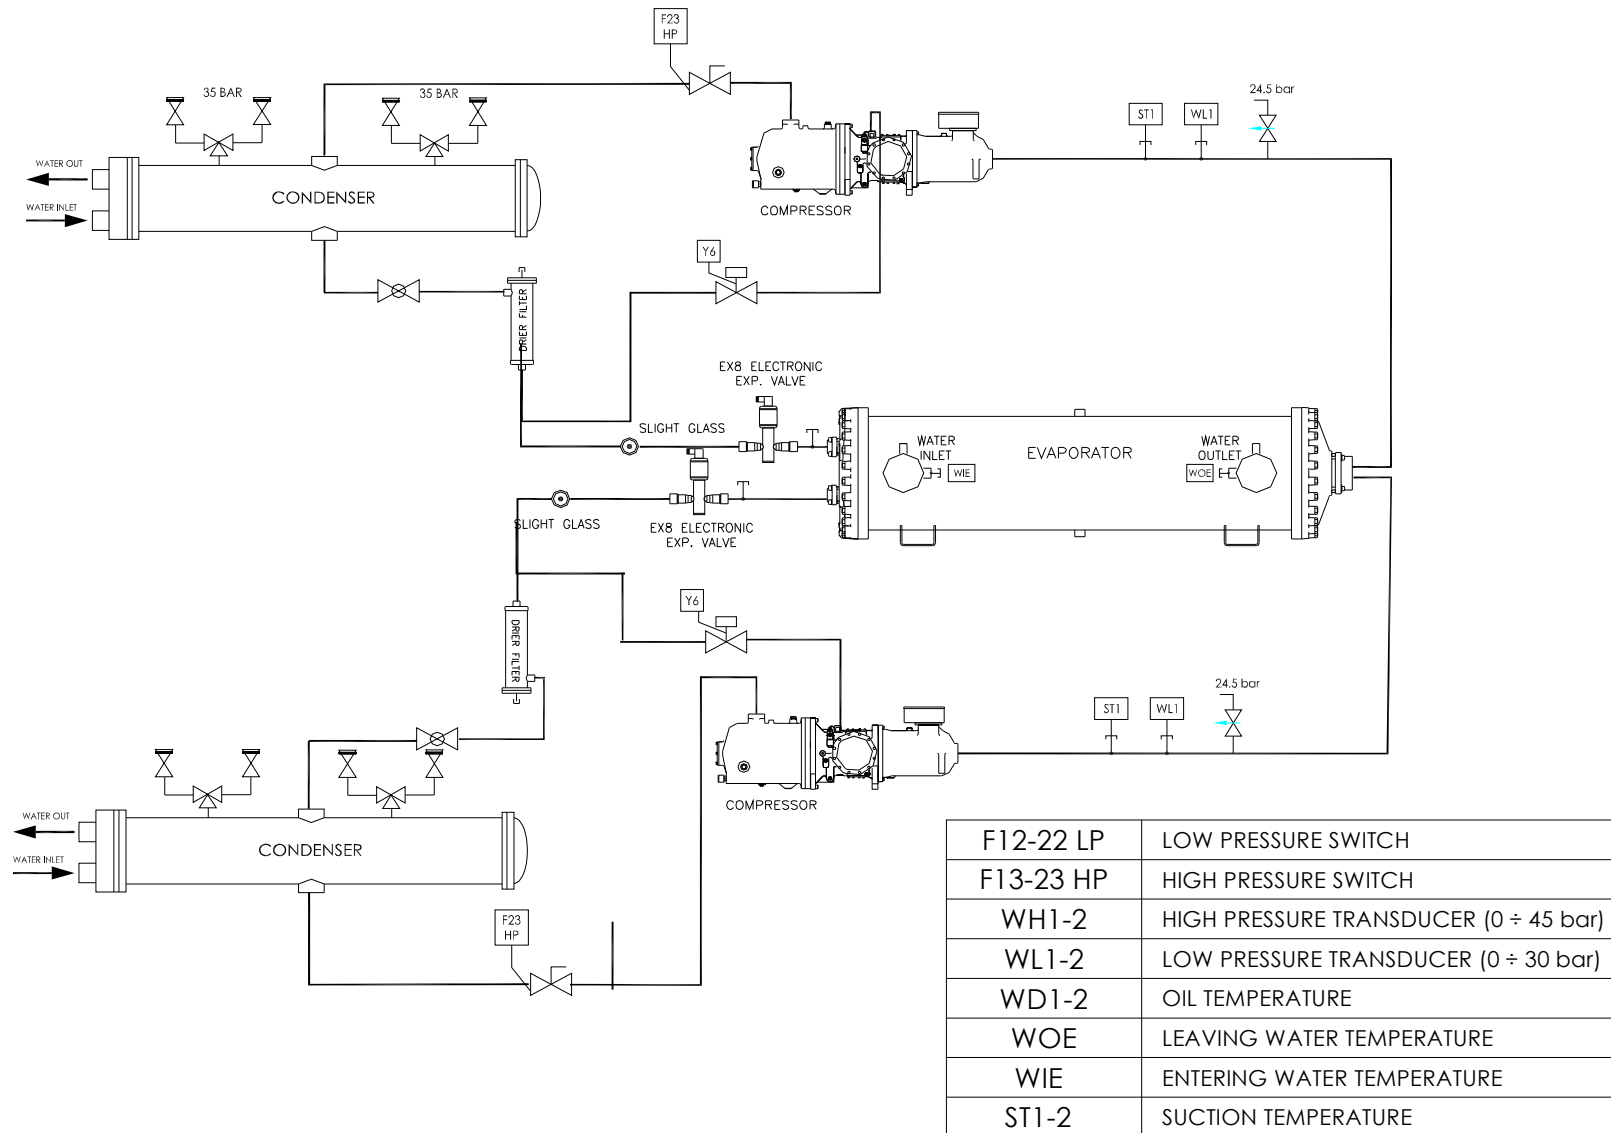 F23
HP
35 BAR
35 BAR
24.5 bar
ST1
WL1
WATER OUT
WATER INLET
CONDENSER
COMPRESSOR
Y6
DRIER FILTER
EX8 ELECTRONIC
EXP. VALVE
SLIGHT GLASS
WATER
INLET
WIE
EVAPORATOR
WATER
OUTLET
WOE
SLIGHT GLASS
EX8 ELECTRONIC
EXP. VALVE
Y6
DRIER FILTER
24.5 bar
ST1
WL1
COMPRESSOR
WATER OUT
WATER INLET
CONDENSER
F23
HP
F12-22 LP LOW PRESSURE SWITCH
F13-23 HP HIGH PRESSURE SWITCH
WH1-2 HIGH PRESSURE TRANSDUCER (0 ÷ 45 bar)
WL1-2 LOW PRESSURE TRANSDUCER (0 ÷ 30 bar)
WD1-2 OIL TEMPERATURE
WOE LEAVING WATER TEMPERATURE
WIE ENTERING WATER TEMPERATURE
ST1-2 SUCTION TEMPERATURE